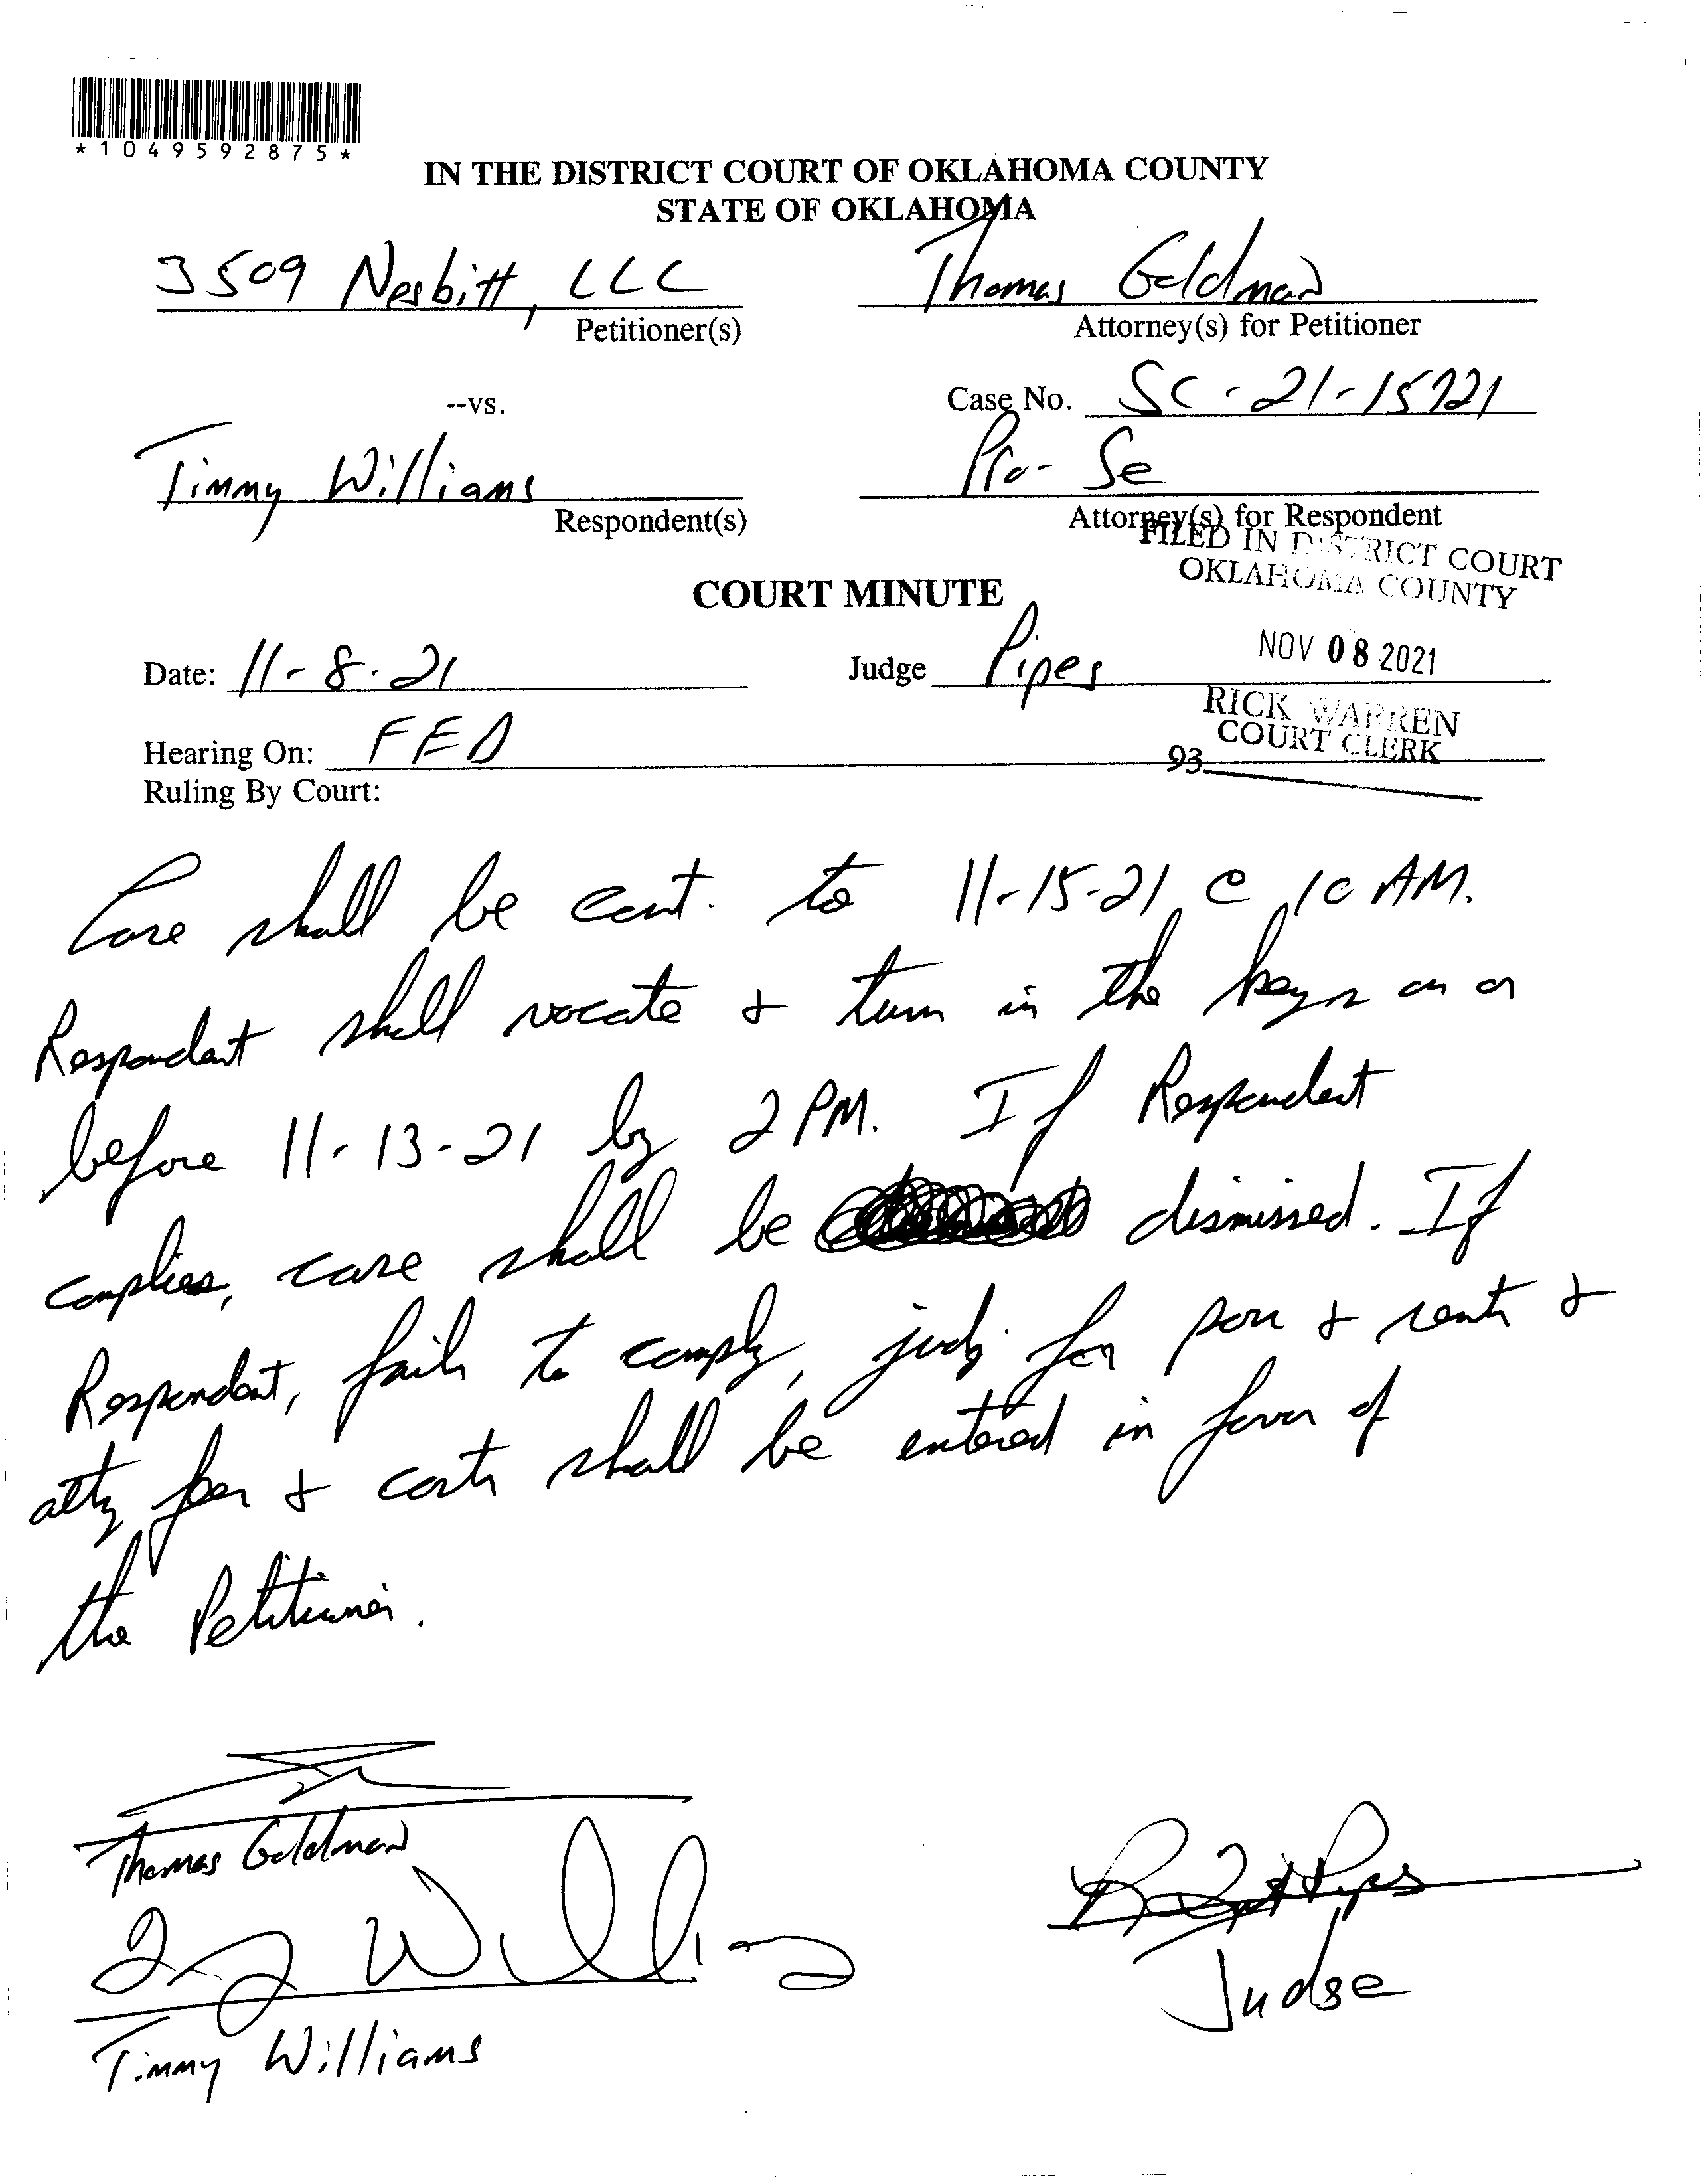 *1049592875*
IN THE DISTRICT COURT OF OKLAHOMA COUNTY
STATE OF OKLAHOMA
3509 Nesbitt, LLC
Thomas Goldman
Petitioner(s)
Attorney(s) for Petitioner
--vs.
Case No. SC-21-15721
Timmy Williams
Pro-Se
Respondent(s)
Attorney(s) for Respondent
FILED IN DISTRICT COURT
OKLAHOMA COUNTY
COURT MINUTE
NOV 08 2021
Date: 11-8-21
Judge Pipes
RICK WARREN
COURT CLERK
Hearing On: FED
93
Ruling By Court:
Case shall be cont. to 11-15-21 @ 10 AM.
Respondent shall vacate & turn in the keys on or
before 11-13-21 by 2 PM. If Respondent
complies, case shall be dismissed. If
Respondent, fails to comply, judg. for poss & rents &
atty fees & costs shall be entered in favor of
the Petitioner.
Thomas Goldman
Timmy Williams
Judge
Timmy Williams